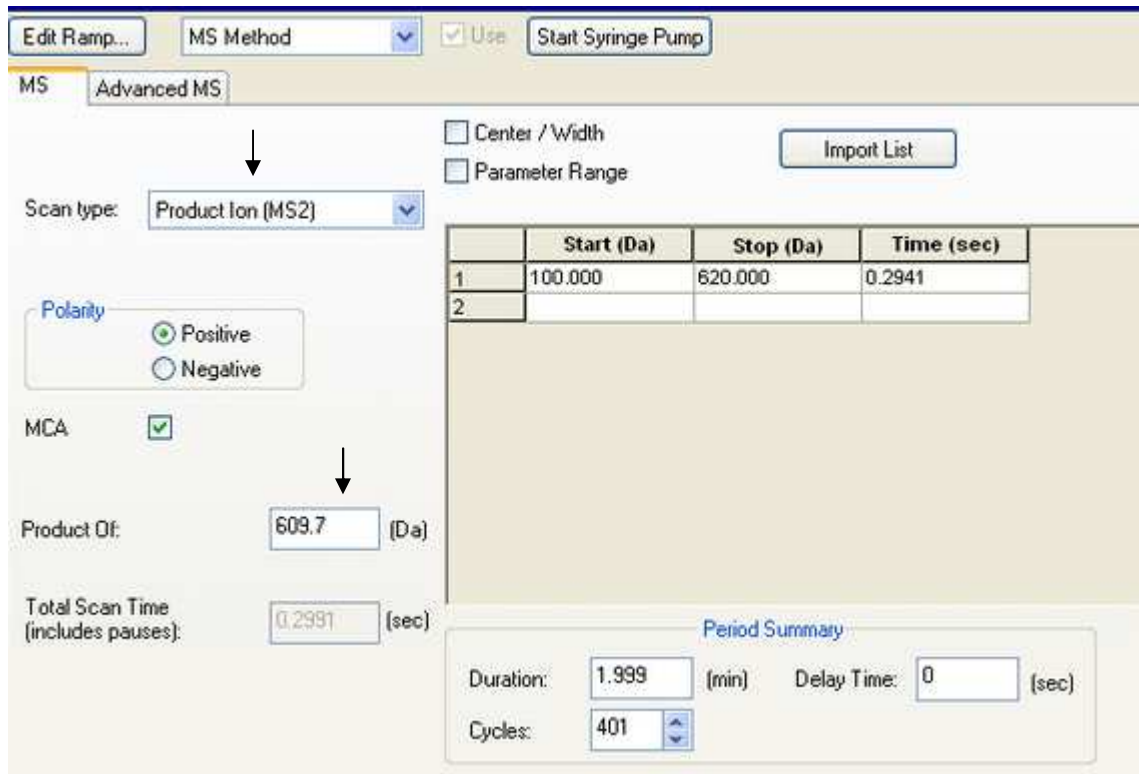 Edit Ramp... MS Method Use Start Syringe Pump
MS Advanced MS
Center / Width
Parameter Range
Import List
Scan type: Product Ion (MS2)
Start (Da) Stop (Da) Time (sec)
1 100.000 620.000 0.2941
2
Polarity
Positive
Negative
MCA
Product Of: 609.7 (Da)
Total Scan Time
(includes pauses): 0.2991 (sec)
Period Summary
Duration: 1.999 (min) Delay Time: 0 (sec)
Cycles: 401